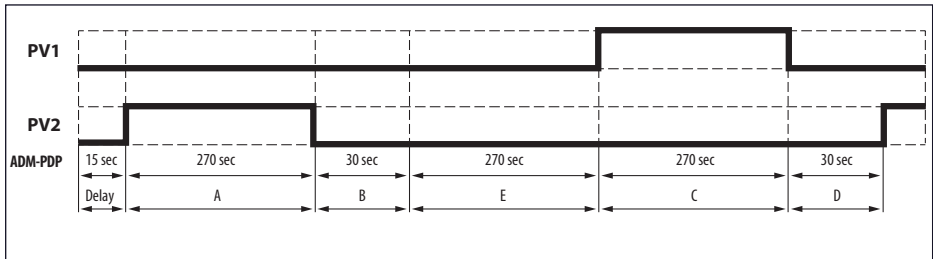 PV1
PV2
ADM-PDP 15 sec 270 sec 30 sec 270 sec 270 sec 30 sec
Delay A B E C D